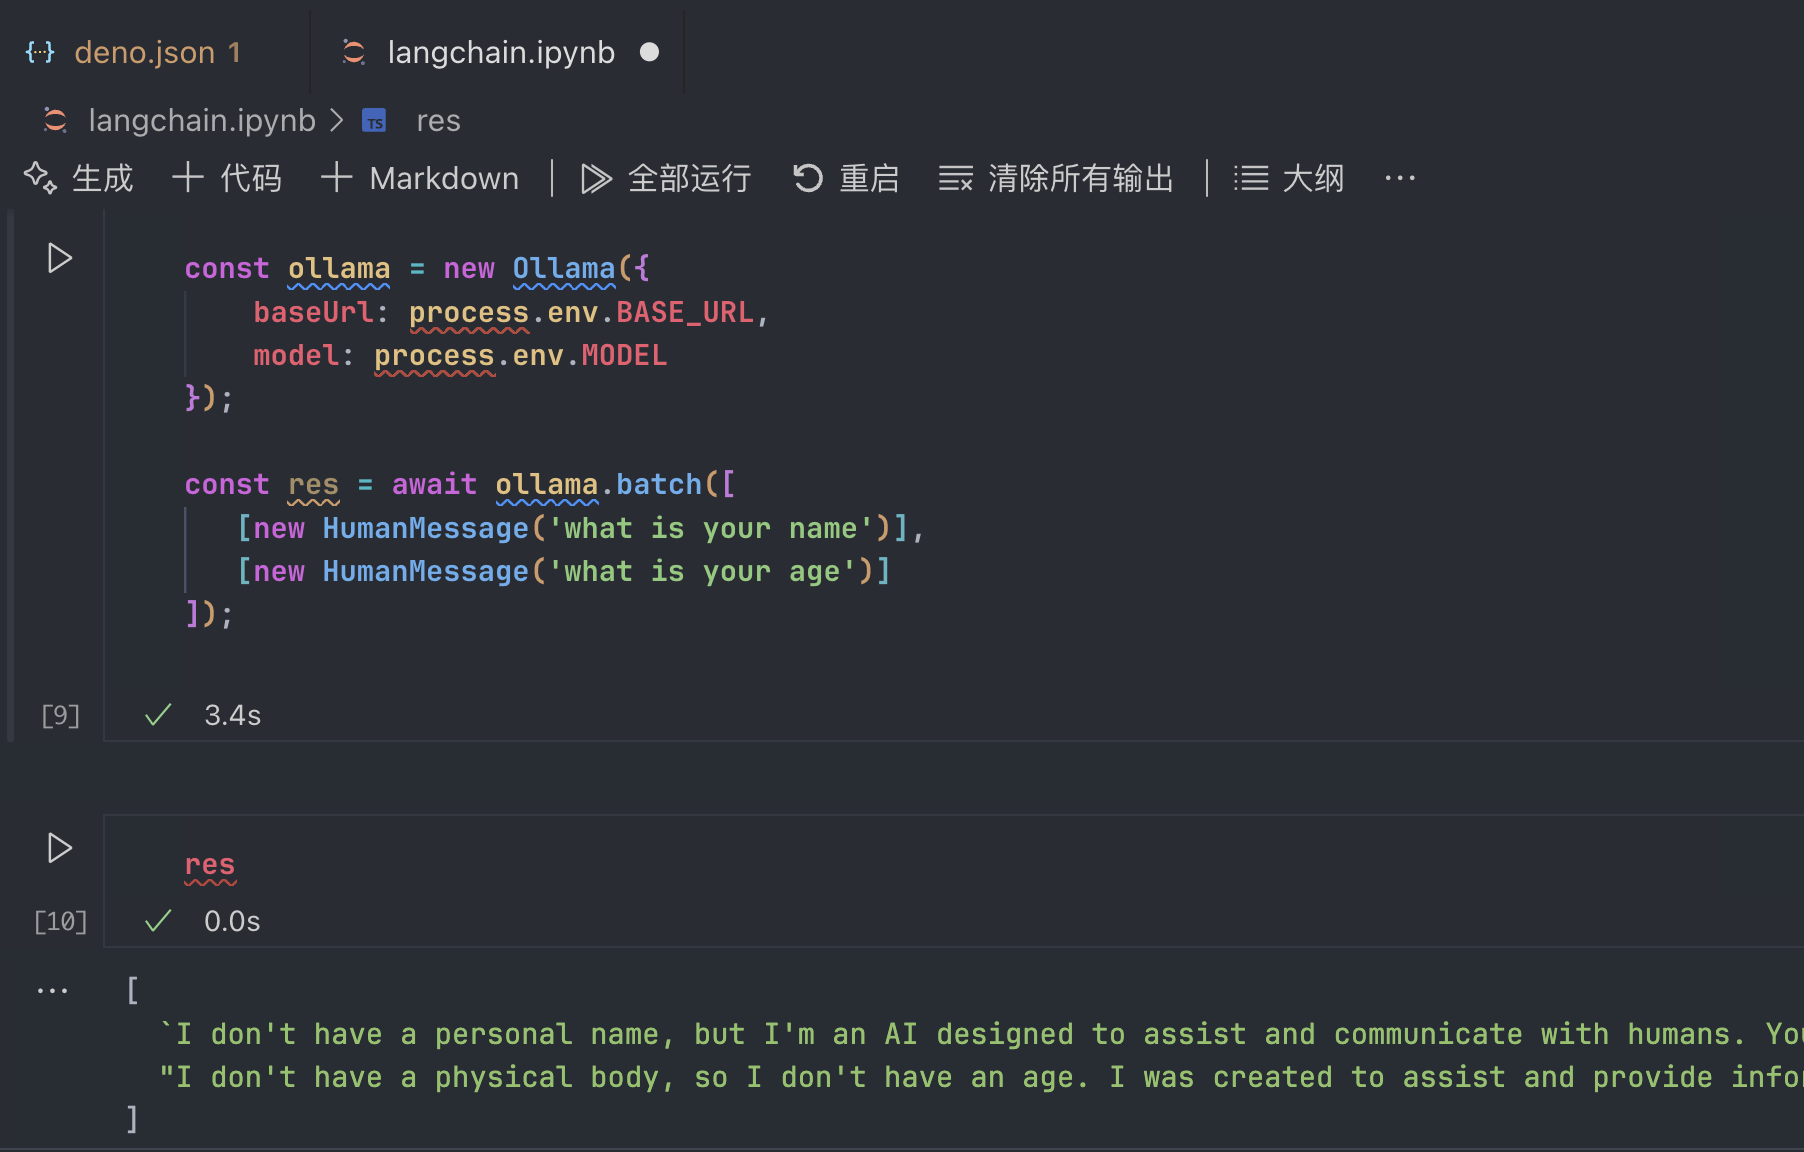 deno.json 1
langchain.ipynb
langchain.ipynb > TS res
生成 + 代码 + Markdown 全部运行 重启 清除所有输出 大纲 ...
const ollama = new Ollama({
    baseUrl: process.env.BASE_URL,
    model: process.env.MODEL
});
const res = await ollama.batch([
   [new HumanMessage('what is your name')],
   [new HumanMessage('what is your age')]
]);
[9] 3.4s
res
[10] 0.0s
... [
  `I don't have a personal name, but I'm an AI designed to assist and communicate with humans. You
  "I don't have a physical body, so I don't have an age. I was created to assist and provide info
]